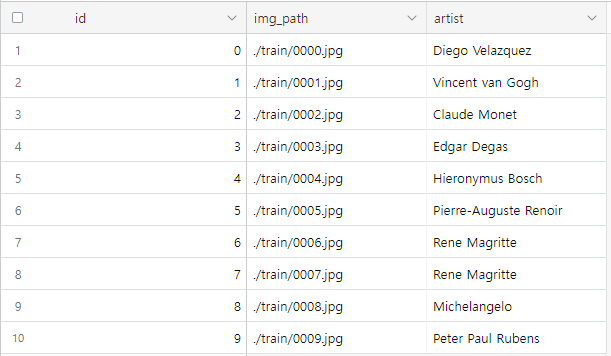 id img_path artist
1 0 ./train/0000.jpg Diego Velazquez
2 1 ./train/0001.jpg Vincent van Gogh
3 2 ./train/0002.jpg Claude Monet
4 3 ./train/0003.jpg Edgar Degas
5 4 ./train/0004.jpg Hieronymus Bosch
6 5 ./train/0005.jpg Pierre-Auguste Renoir
7 6 ./train/0006.jpg Rene Magritte
8 7 ./train/0007.jpg Rene Magritte
9 8 ./train/0008.jpg Michelangelo
10 9 ./train/0009.jpg Peter Paul Rubens